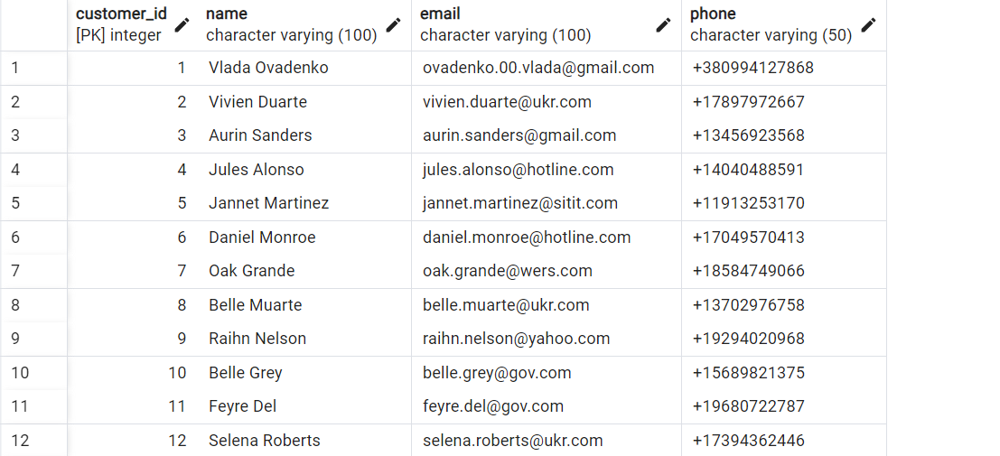 customer_id name email phone
[PK] integer character varying (100) character varying (100) character varying (50)
1 1 Vlada Ovadenko ovadenko.00.vlada@gmail.com +380994127868
2 2 Vivien Duarte vivien.duarte@ukr.com +17897972667
3 3 Aurin Sanders aurin.sanders@gmail.com +13456923568
4 4 Jules Alonso jules.alonso@hotline.com +14040488591
5 5 Jannet Martinez jannet.martinez@sitit.com +11913253170
6 6 Daniel Monroe daniel.monroe@hotline.com +17049570413
7 7 Oak Grande oak.grande@wers.com +18584749066
8 8 Belle Muarte belle.muarte@ukr.com +13702976758
9 9 Raihn Nelson raihn.nelson@yahoo.com +19294020968
10 10 Belle Grey belle.grey@gov.com +15689821375
11 11 Feyre Del feyre.del@gov.com +19680722787
12 12 Selena Roberts selena.roberts@ukr.com +17394362446